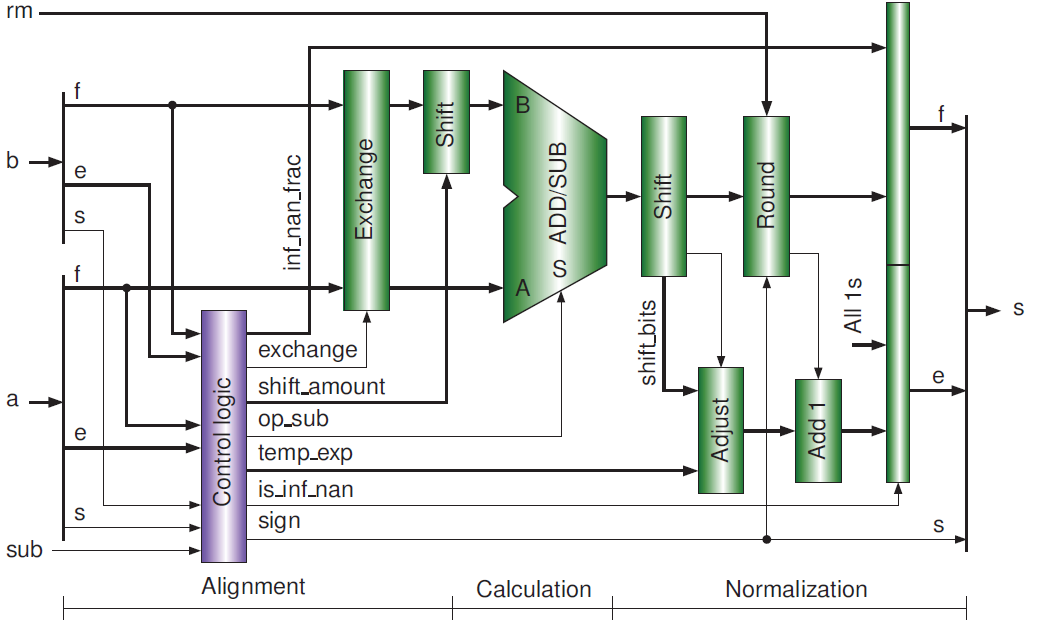 rm
f
b
e
s
f
a
e
s
sub
inf_nan_frac
Exchange
Shift
B
ADD/SUB
S
A
Control logic
exchange
shift_amount
op_sub
temp_exp
is_inf_nan
sign
Shift
shift_bits
Round
Adjust
Add 1
All 1s
f
e
s
s
Alignment
Calculation
Normalization